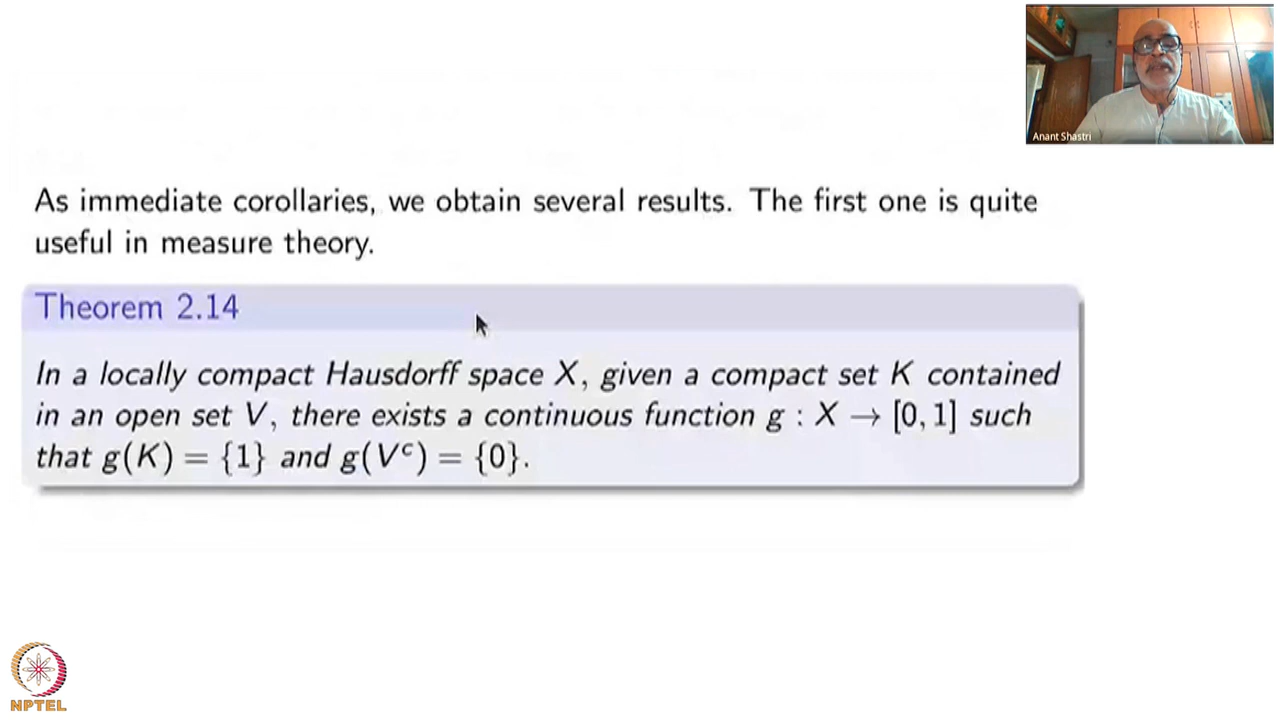 Anant Shastri
As immediate corollaries, we obtain several results. The first one is quite
useful in measure theory.
Theorem 2.14
In a locally compact Hausdorff space X, given a compact set K contained
in an open set V, there exists a continuous function g : X → [0, 1] such
that g(K) = {1} and g(Vᶜ) = {0}.
NPTEL